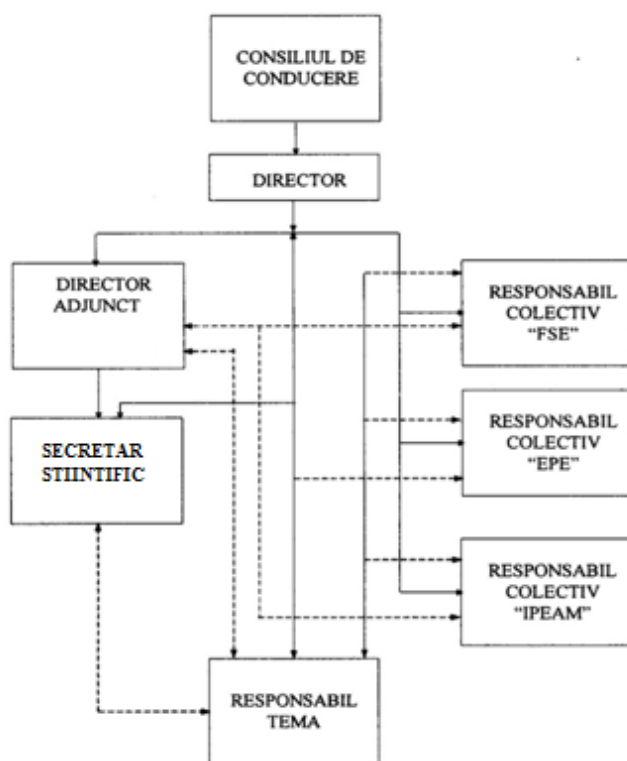 CONSILIUL DE
CONDUCERE
DIRECTOR
DIRECTOR
ADJUNCT
RESPONSABIL
COLECTIV
“FSE”
SECRETAR
STIINTIFIC
RESPONSABIL
COLECTIV
“EPE”
RESPONSABIL
COLECTIV
“IPEAM”
RESPONSABIL
TEMA